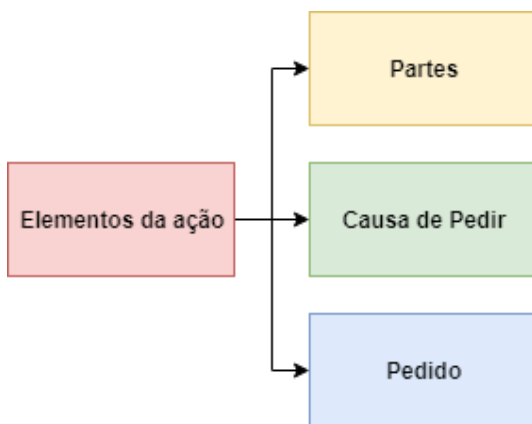 Partes
Elementos da ação
Causa de Pedir
Pedido